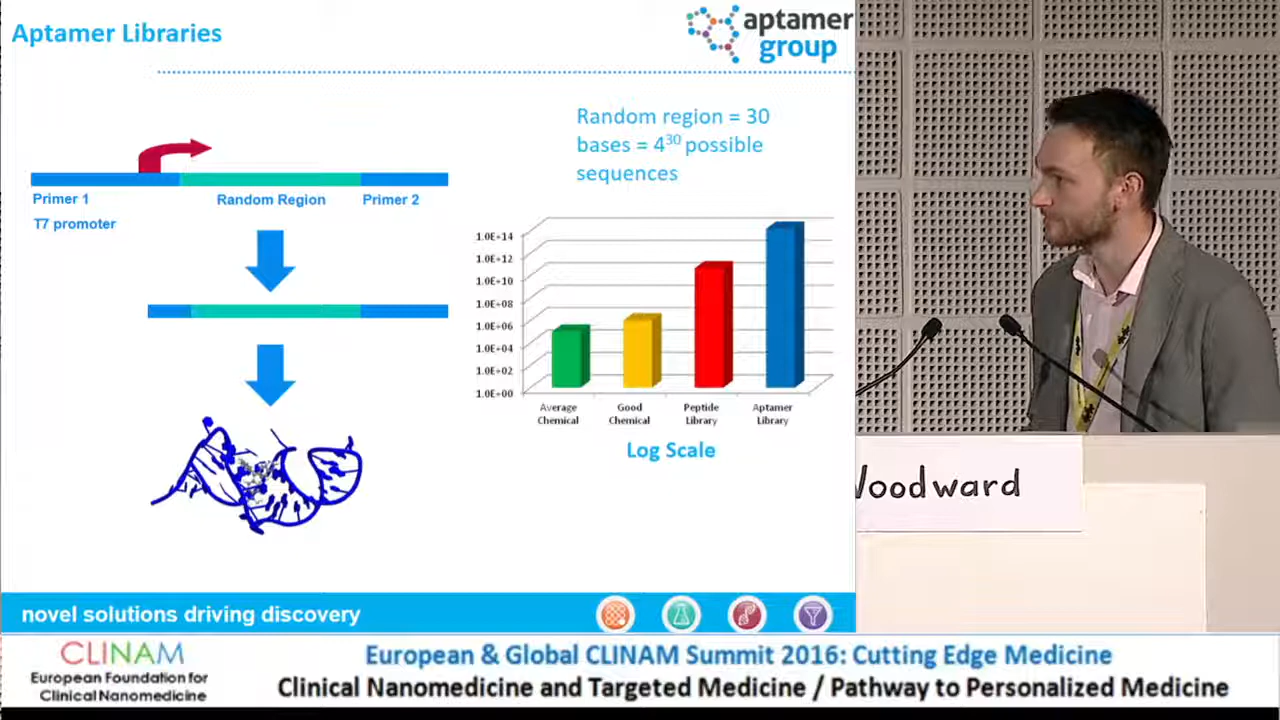 Aptamer Libraries
aptamer
group
Random region = 30
bases = 4³⁰ possible
sequences
Primer 1
Random Region
Primer 2
T7 promoter
1.0E+14
1.0E+12
1.0E+10
1.0E+08
1.0E+06
1.0E+04
1.0E+02
1.0E+00
Average
Chemical
Good
Chemical
Peptide
Library
Aptamer
Library
Log Scale
Woodward
novel solutions driving discovery
CLINAM
European Foundation for
Clinical Nanomedicine
European & Global CLINAM Summit 2016: Cutting Edge Medicine
Clinical Nanomedicine and Targeted Medicine / Pathway to Personalized Medicine